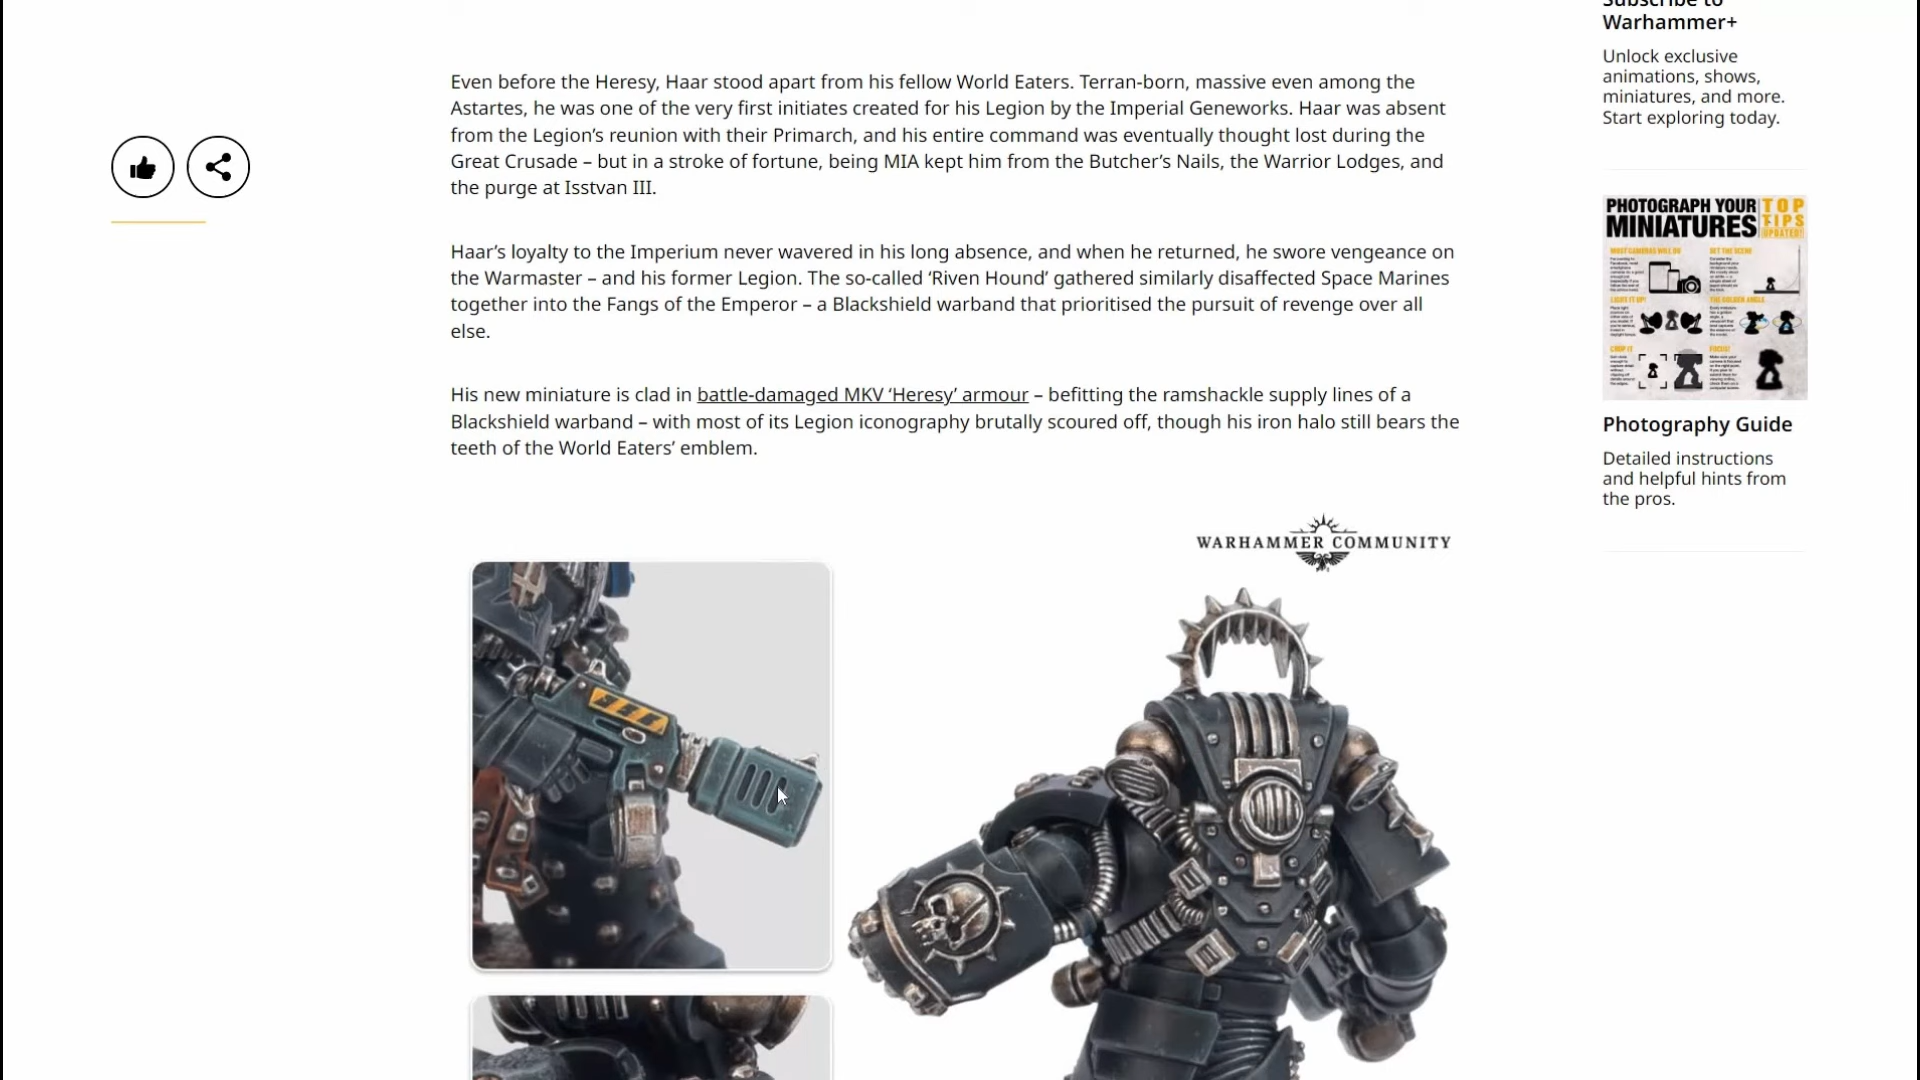 Subscribe to
Warhammer+
Unlock exclusive
animations, shows,
miniatures, and more.
Start exploring today.
Even before the Heresy, Haar stood apart from his fellow World Eaters. Terran-born, massive even among the
Astartes, he was one of the very first initiates created for his Legion by the Imperial Geneworks. Haar was absent
from the Legion’s reunion with their Primarch, and his entire command was eventually thought lost during the
Great Crusade – but in a stroke of fortune, being MIA kept him from the Butcher’s Nails, the Warrior Lodges, and
the purge at Isstvan III.
Haar’s loyalty to the Imperium never wavered in his long absence, and when he returned, he swore vengeance on
the Warmaster – and his former Legion. The so-called ‘Riven Hound’ gathered similarly disaffected Space Marines
together into the Fangs of the Emperor – a Blackshield warband that prioritised the pursuit of revenge over all
else.
His new miniature is clad in battle-damaged MKV ‘Heresy’ armour – befitting the ramshackle supply lines of a
Blackshield warband – with most of its Legion iconography brutally scoured off, though his iron halo still bears the
teeth of the World Eaters’ emblem.
WARHAMMER COMMUNITY
PHOTOGRAPH YOUR
MINIATURES
TOP
TIPS
UPDATED!
Photography Guide
Detailed instructions
and helpful hints from
the pros.